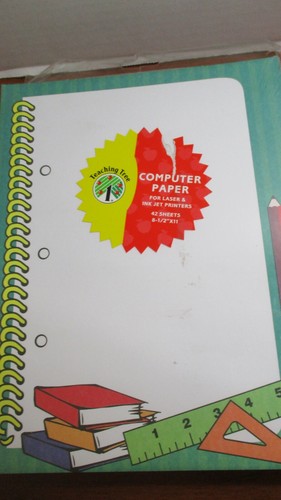 Teaching Tree
COMPUTER
PAPER
FOR LASER &
INK JET PRINTERS
42 SHEETS
8-1/2"X11
1 2 3 4 5